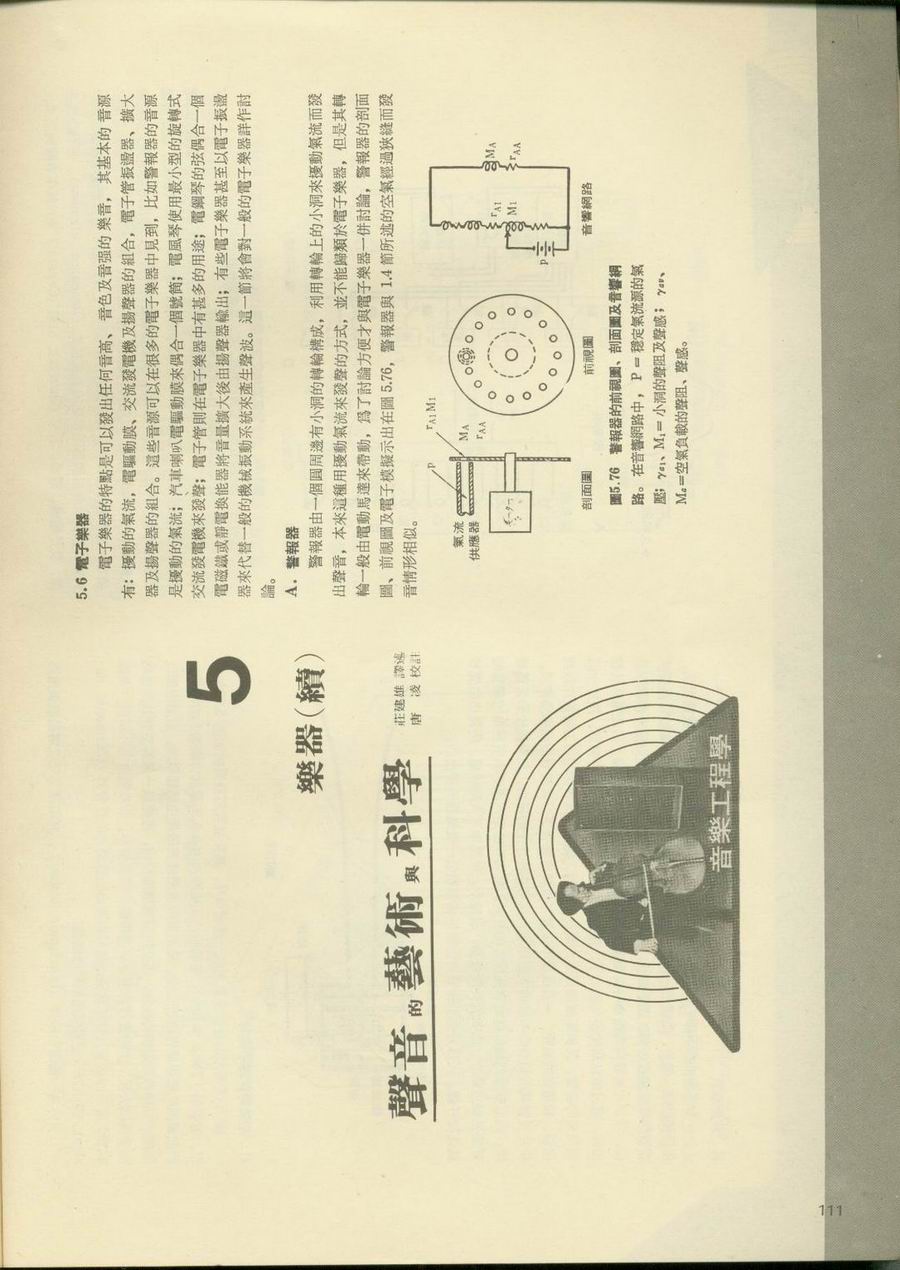 聲音的藝術與科學
樂器(續)
5
莊建雄 譯述
唐 凌 校註
音樂工程學
5.6 電子樂器
電子樂器的特點是可以發出任何音高、音色及音强的樂音，其基本的音源
有：擾動的氣流，電驅動膜、交流發電機及揚聲器的組合，電子管振盪器、擴大
器及揚聲器的組合。這些音源可以在很多的電子樂器中見到，比如警報器的音源
是擾動的氣流；汽車喇叭電驅動膜來偶合一個號筒；電風琴使用最小型的旋轉式
交流發電機來發聲；電子管則在電子樂器中有甚多的用途；電鋼琴的弦偶合一個
電磁鐵或靜電換能器將音量擴大後由揚聲器輸出；有些電子樂器甚至以電子振盪
器來代替一般的機械振動系統來產生聲波。這一節將會對一般的電子樂器詳作討
論。
A. 警報器
警報器由一個圓周邊有小洞的轉輪構成，利用轉輪上的小洞來擾動氣流而發
出聲音，本來這種用擾動氣流來發聲的方式，並不能歸類於電子樂器，但是其轉
輪一般由電動馬達來帶動，爲了討論方便才與電子樂器一併討論，警報器的剖面
圖、前視圖及電子模擬示出在圖 5.76，警報器與 1.4 節所述的空氣經過狹縫而發
音情形相似。
氣流
供應器
P
rA1 M1
MA
rAA
モーター
剖面圖
前視圖
P
rA1
M1
MA
rAA
音響網路
圖5.76 警報器的前視圖、剖面圖及音響網
路。在音響網路中，P＝穩定氣流源的氣
壓；
M1＝小洞的聲阻及聲感；
＝空氣負載的聲阻、聲感。
111